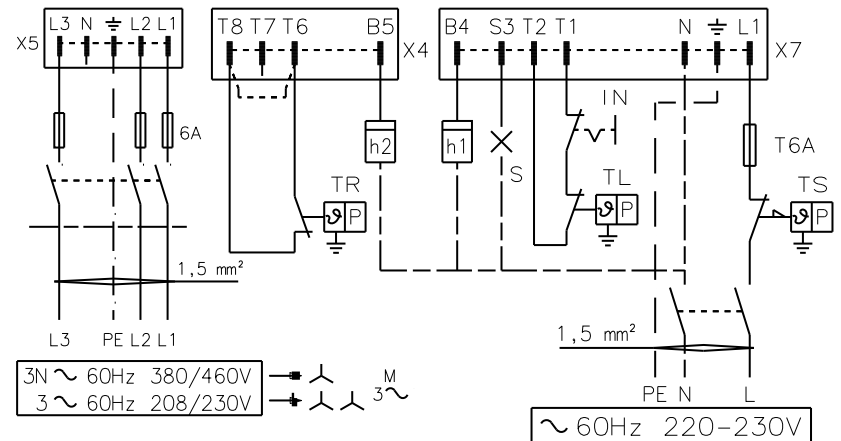 L3 N L2 L1
X5
T8 T7 T6 B5
X4
B4 S3 T2 T1 N L1
X7
6A
h2
h1
S
IN
T6A
TR
ϑ P
TL
ϑ P
TS
ϑ P
1,5 mm²
1,5 mm²
L3 PE L2 L1
PE N L
3N ~ 60Hz 380/460V
3 ~ 60Hz 208/230V
M
3~
~ 60Hz 220-230V